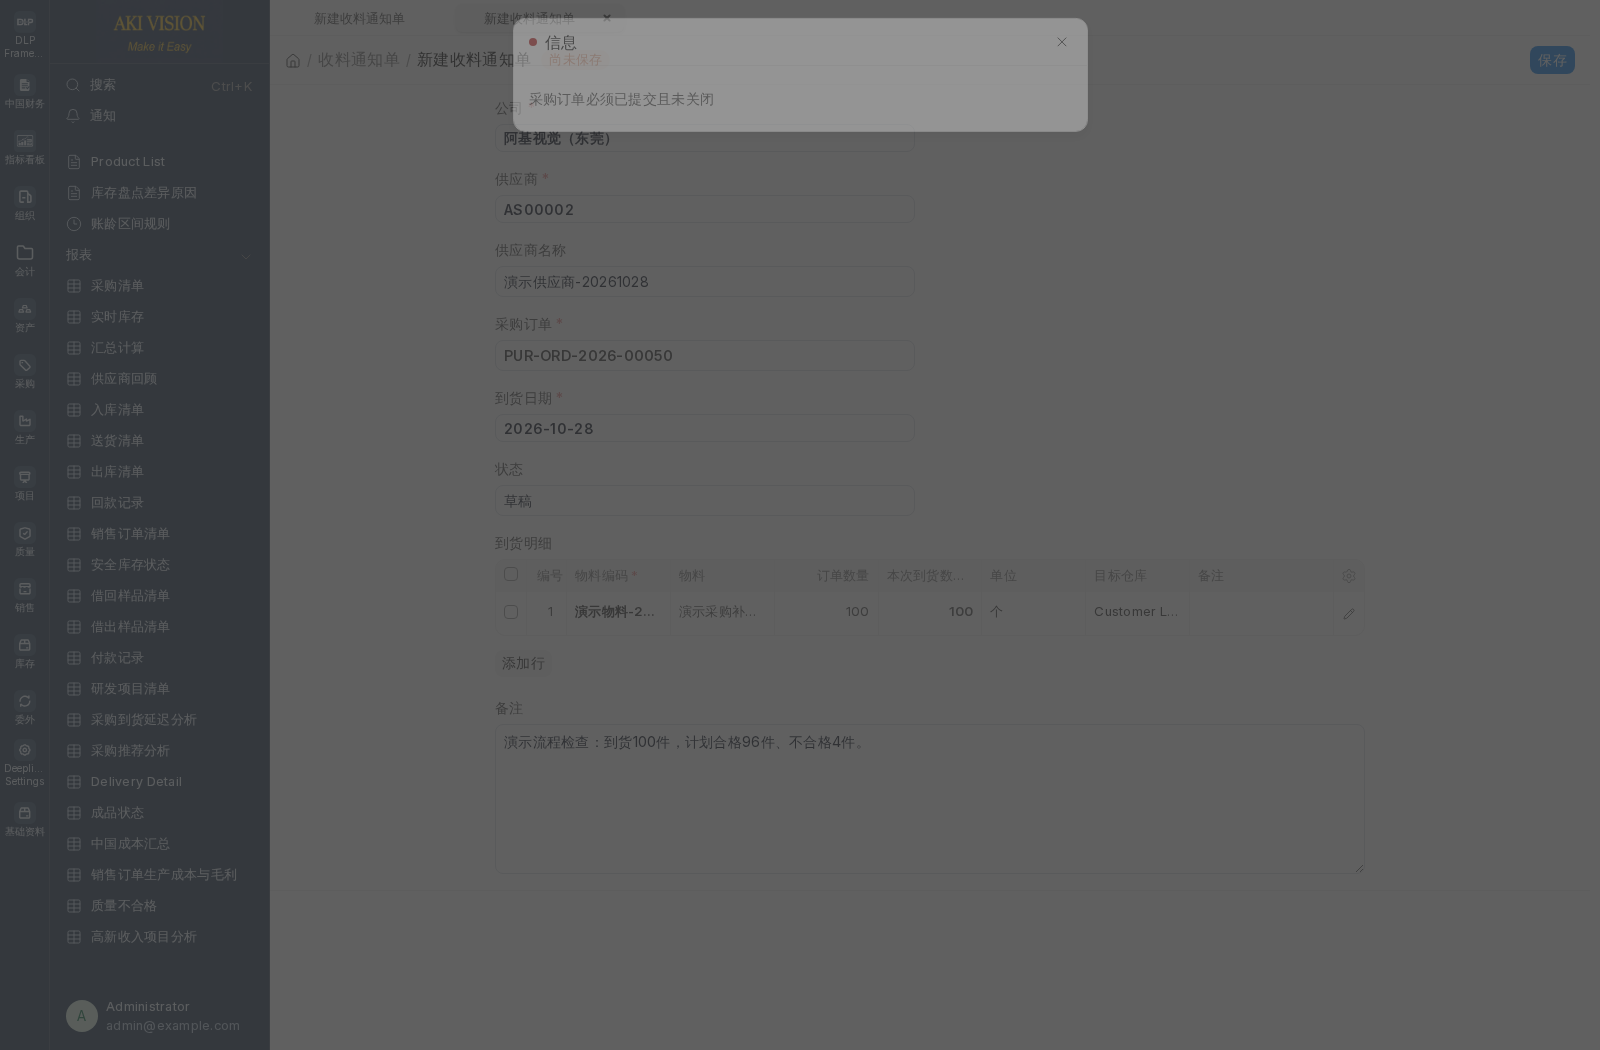 DLP
DLP
Frame...
中国财务
指标看板
组织
会计
资产
采购
生产
项目
质量
销售
库存
委外
Deepli...
Settings
基础资料
AKI VISION
Make it Easy
搜索 Ctrl+K
通知
Product List
库存盘点差异原因
账龄区间规则
报表
采购清单
实时库存
汇总计算
供应商回顾
入库清单
送货清单
出库清单
回款记录
销售订单清单
安全库存状态
借回样品清单
借出样品清单
付款记录
研发项目清单
采购到货延迟分析
采购推荐分析
Delivery Detail
成品状态
中国成本汇总
销售订单生产成本与毛利
质量不合格
高新收入项目分析
A
Administrator
admin@example.com
新建收料通知单 新建收料通知单
/ 收料通知单 / 新建收料通知单 尚未保存 保存
信息
采购订单必须已提交且未关闭
公司
阿基视觉（东莞）
供应商 *
AS00002
供应商名称
演示供应商-20261028
采购订单 *
PUR-ORD-2026-00050
到货日期 *
2026-10-28
状态
草稿
到货明细
编号 物料编码 * 物料 订单数量 本次到货数... 单位 目标仓库 备注
1 演示物料-2... 演示采购补... 100 100 个 Customer L...
添加行
备注
演示流程检查：到货100件，计划合格96件、不合格4件。